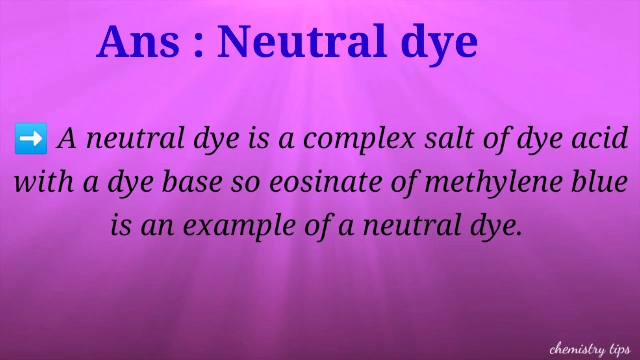 Ans : Neutral dye
➡ A neutral dye is a complex salt of dye acid
with a dye base so eosinate of methylene blue
is an example of a neutral dye.
chemistry tips